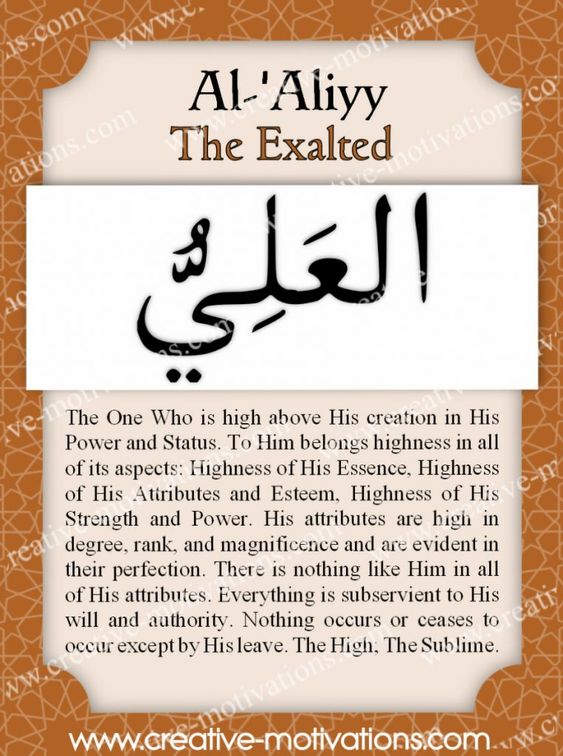 Al-'Aliyy
The Exalted
العَلِيُّ
The One Who is high above His creation in His
Power and Status. To Him belongs highness in all
of its aspects: Highness of His Essence, Highness
of His Attributes and Esteem, Highness of His
Strength and Power. His attributes are high in
degree, rank, and magnificence and are evident in
their perfection. There is nothing like Him in all
of His attributes. Everything is subservient to His
will and authority. Nothing occurs or ceases to
occur except by His leave. The High; The Sublime.
www.creative-motivations.com